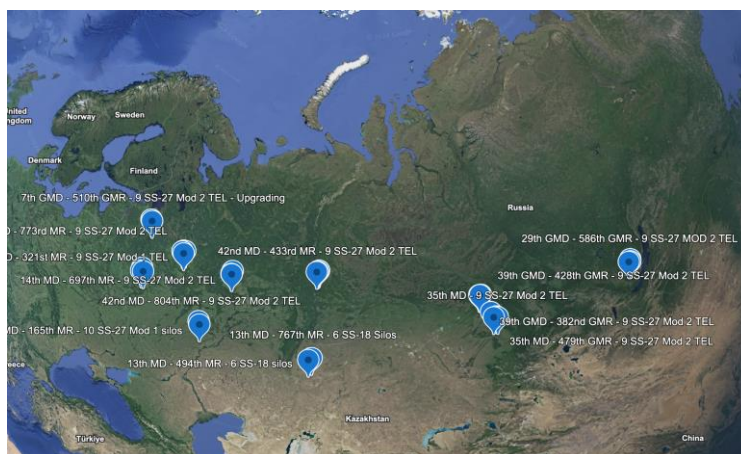 United
Kingdom
Norway
Sweden
Denmark
Finland
7th GMD - 510th GMR - 9 SS-27 Mod 2 TEL - Upgrading
Russia
- 773rd MR - 9 SS-27 Mod 2 TEL
42nd MD - 433rd MR - 9 SS-27 Mod 2 TEL
29th GMD - 586th GMR - 9 SS-27 MOD 2 TEL
- 321st MR - 9 SS-27 Mod 1 TEL
14th MD - 697th MR - 9 SS-27 Mod 2 TEL
39th GMD - 428th GMR - 9 SS-27 Mod 2 TEL
42nd MD - 804th MR - 9 SS-27 Mod 2 TEL
35th MD - 9 SS-27 Mod 2 TEL
39th GMD - 382nd GMR - 9 SS-27 Mod 2 TEL
MD - 165th MR - 10 SS-27 Mod 1 silos
13th MD - 767th MR - 6 SS-18 Silos
35th MD - 479th GMR - 9 SS-27 Mod 2 TEL
13th MD - 494th MR - 6 SS-18 silos
Greece
Kazakhstan
Türkiye
China